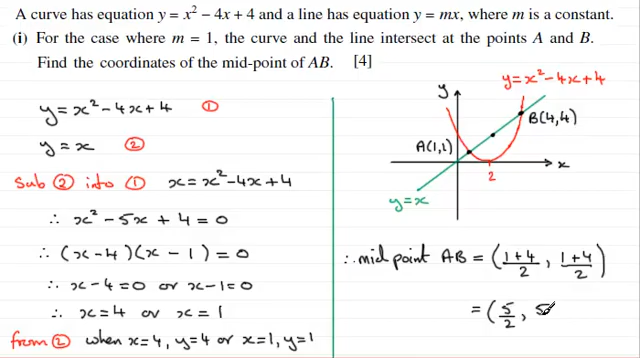 A curve has equation y = x² − 4x + 4 and a line has equation y = mx, where m is a constant.
(i) For the case where m = 1, the curve and the line intersect at the points A and B.
Find the coordinates of the mid-point of AB. [4]
y = x² − 4x + 4 ①
y = x ②
Sub ② into ① x = x² − 4x + 4
∴ x² − 5x + 4 = 0
∴ (x − 4)(x − 1) = 0
∴ x − 4 = 0 or x − 1 = 0
∴ x = 4 or x = 1
from ② when x = 4, y = 4 or x = 1, y = 1
y = x² − 4x + 4
y
B(4,4)
A(1,1)
x
2
y = x
∴ mid point AB = (1+4/2, 1+4/2)
= (5/2, 5